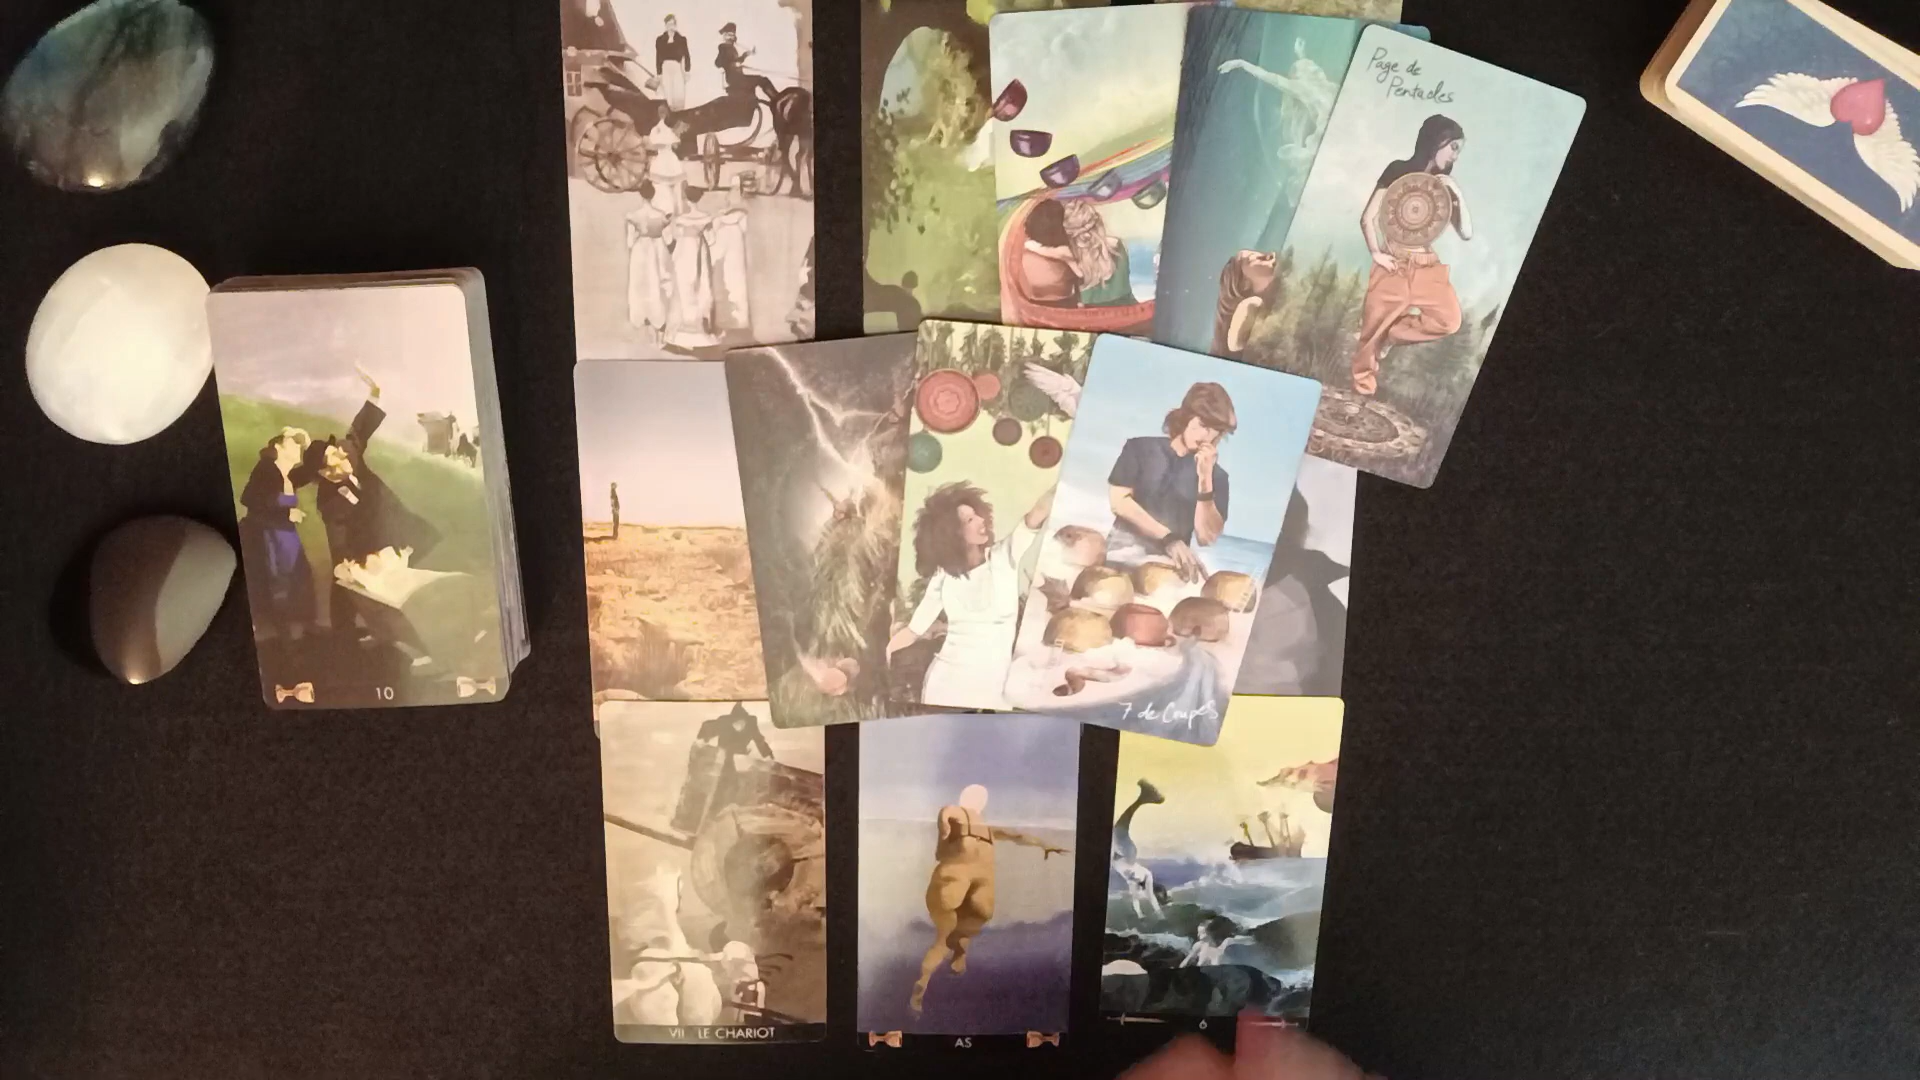 Page de
Pentacles
10
7 de Coupes
VII LE CHARIOT
AS
6